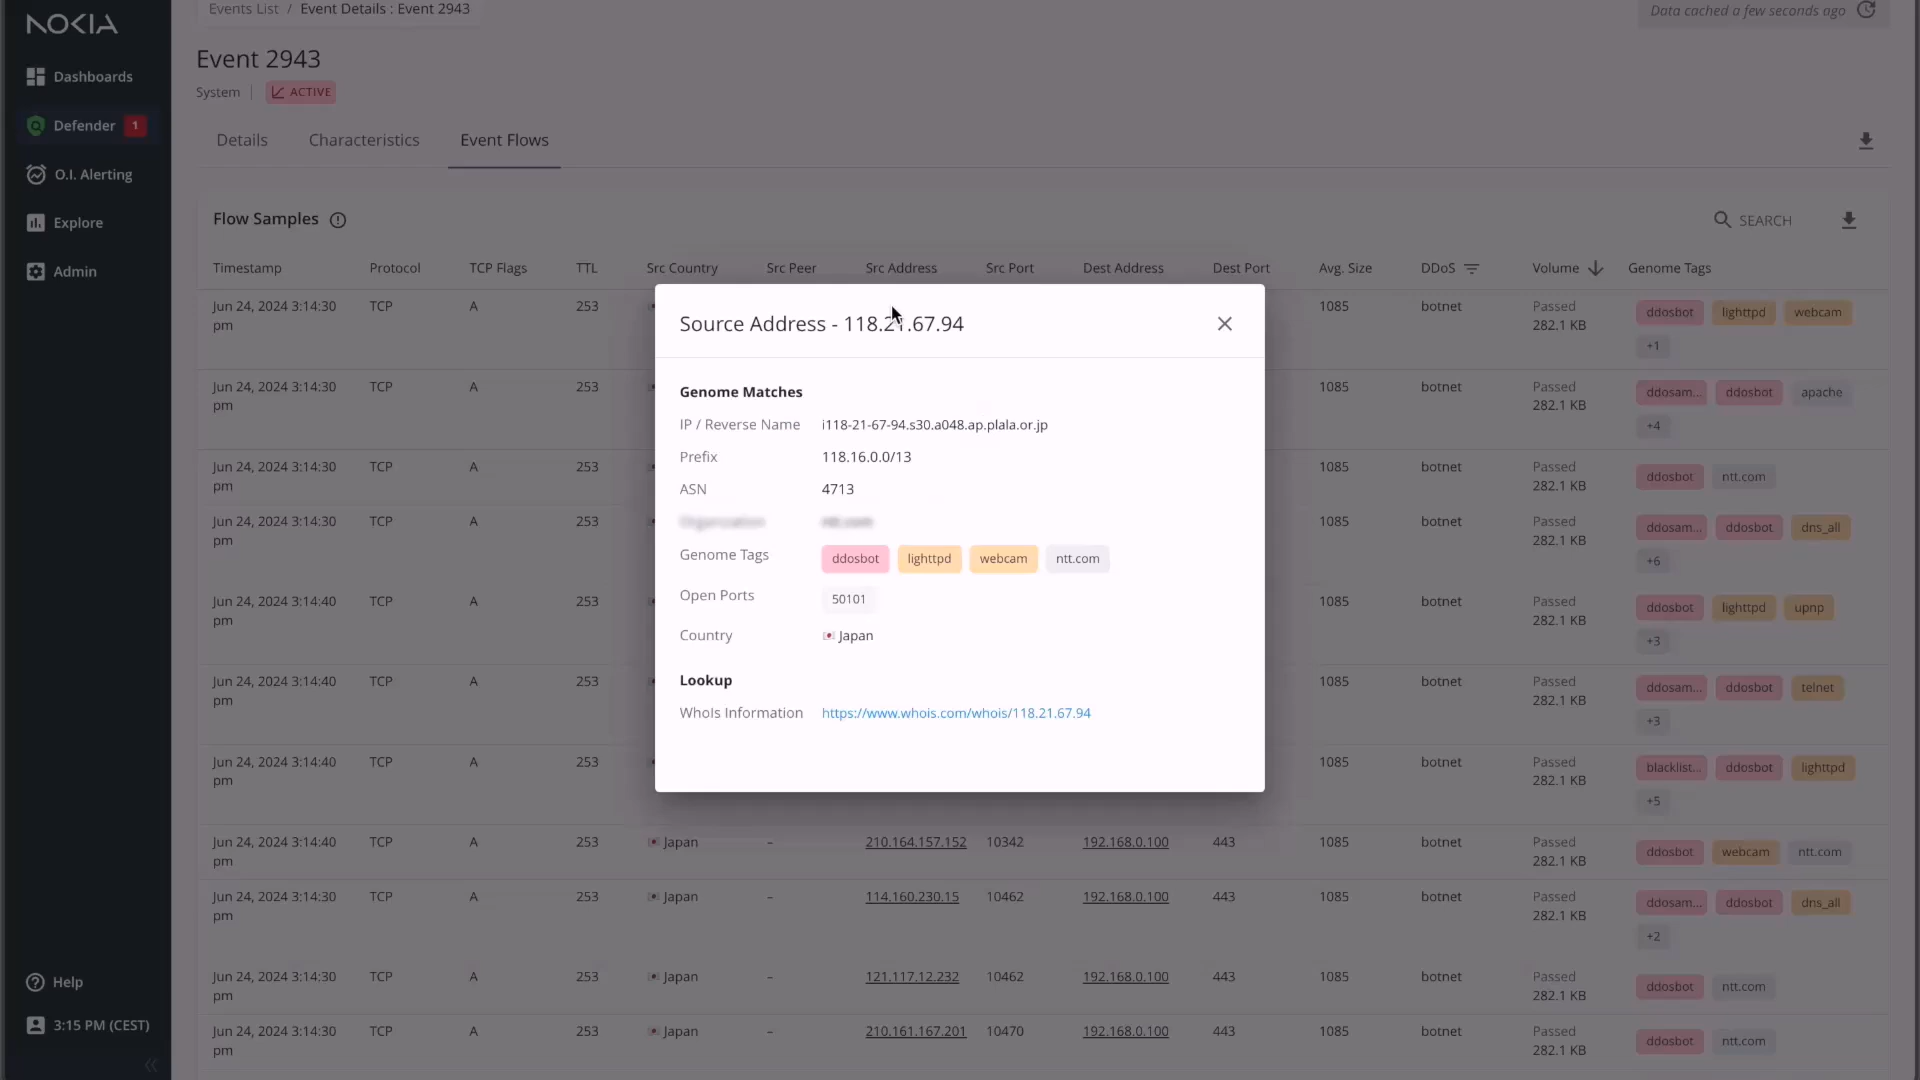 NOKIA
Dashboards
Defender 1
O.I. Alerting
Explore
Admin
Help
3:15 PM (CEST)
Events List / Event Details : Event 2943
Data cached a few seconds ago
Event 2943
System | ACTIVE
Details Characteristics Event Flows
Flow Samples
SEARCH
Timestamp Protocol TCP Flags TTL Src Country Src Peer Src Address Src Port Dest Address Dest Port Avg. Size DDoS Volume Genome Tags
Jun 24, 2024 3:14:30 pm TCP A 253 1085 botnet Passed 282.1 KB ddosbot lighttpd webcam +1
Jun 24, 2024 3:14:30 pm TCP A 253 1085 botnet Passed 282.1 KB ddosam... ddosbot apache +4
Jun 24, 2024 3:14:30 pm TCP A 253 1085 botnet Passed 282.1 KB ddosbot ntt.com
Jun 24, 2024 3:14:30 pm TCP A 253 1085 botnet Passed 282.1 KB ddosam... ddosbot dns_all +6
Jun 24, 2024 3:14:40 pm TCP A 253 1085 botnet Passed 282.1 KB ddosbot lighttpd upnp +3
Jun 24, 2024 3:14:40 pm TCP A 253 1085 botnet Passed 282.1 KB ddosam... ddosbot telnet +3
Jun 24, 2024 3:14:40 pm TCP A 253 1085 botnet Passed 282.1 KB blacklist... ddosbot lighttpd +5
Jun 24, 2024 3:14:40 pm TCP A 253 Japan – 210.164.157.152 10342 192.168.0.100 443 1085 botnet Passed 282.1 KB ddosbot webcam ntt.com
Jun 24, 2024 3:14:30 pm TCP A 253 Japan – 114.160.230.15 10462 192.168.0.100 443 1085 botnet Passed 282.1 KB ddosam... ddosbot dns_all +2
Jun 24, 2024 3:14:30 pm TCP A 253 Japan – 121.117.12.232 10462 192.168.0.100 443 1085 botnet Passed 282.1 KB ddosbot ntt.com
Jun 24, 2024 3:14:30 pm TCP A 253 Japan – 210.161.167.201 10470 192.168.0.100 443 1085 botnet Passed 282.1 KB ddosbot ntt.com
Source Address - 118.21.67.94
Genome Matches
IP / Reverse Name i118-21-67-94.s30.a048.ap.plala.or.jp
Prefix 118.16.0.0/13
ASN 4713
Genome Tags ddosbot lighttpd webcam ntt.com
Open Ports 50101
Country Japan
Lookup
WhoIs Information https://www.whois.com/whois/118.21.67.94